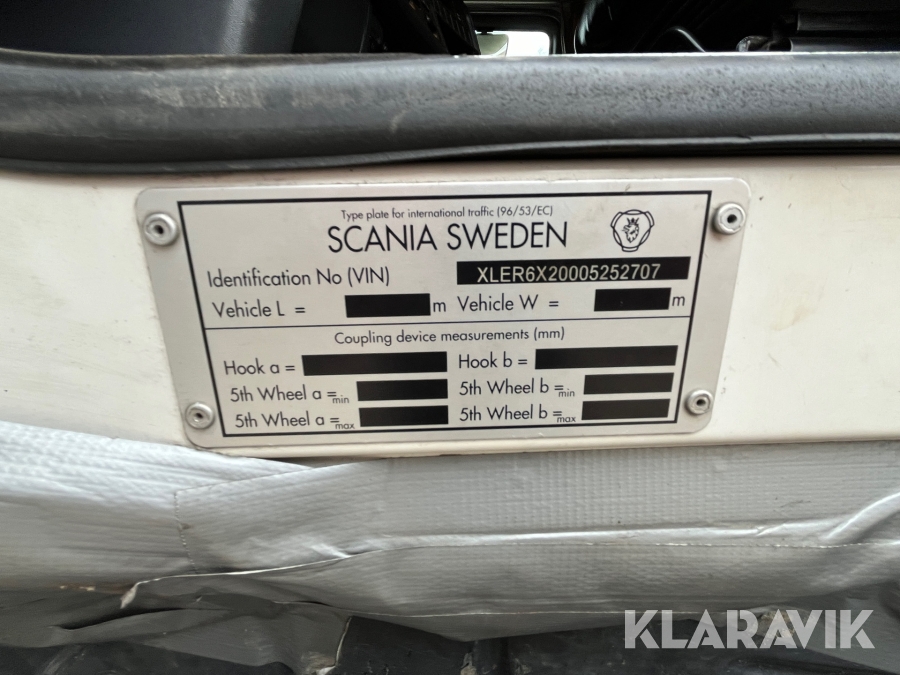 Type plate for international traffic (96/53/EC)
SCANIA SWEDEN
Identification No (VIN) XLER6X20005252707
Vehicle L = m Vehicle W = m
Coupling device measurements (mm)
Hook a = Hook b =
5th Wheel a =min 5th Wheel b =min
5th Wheel a =max 5th Wheel b =max
KLARAVIK